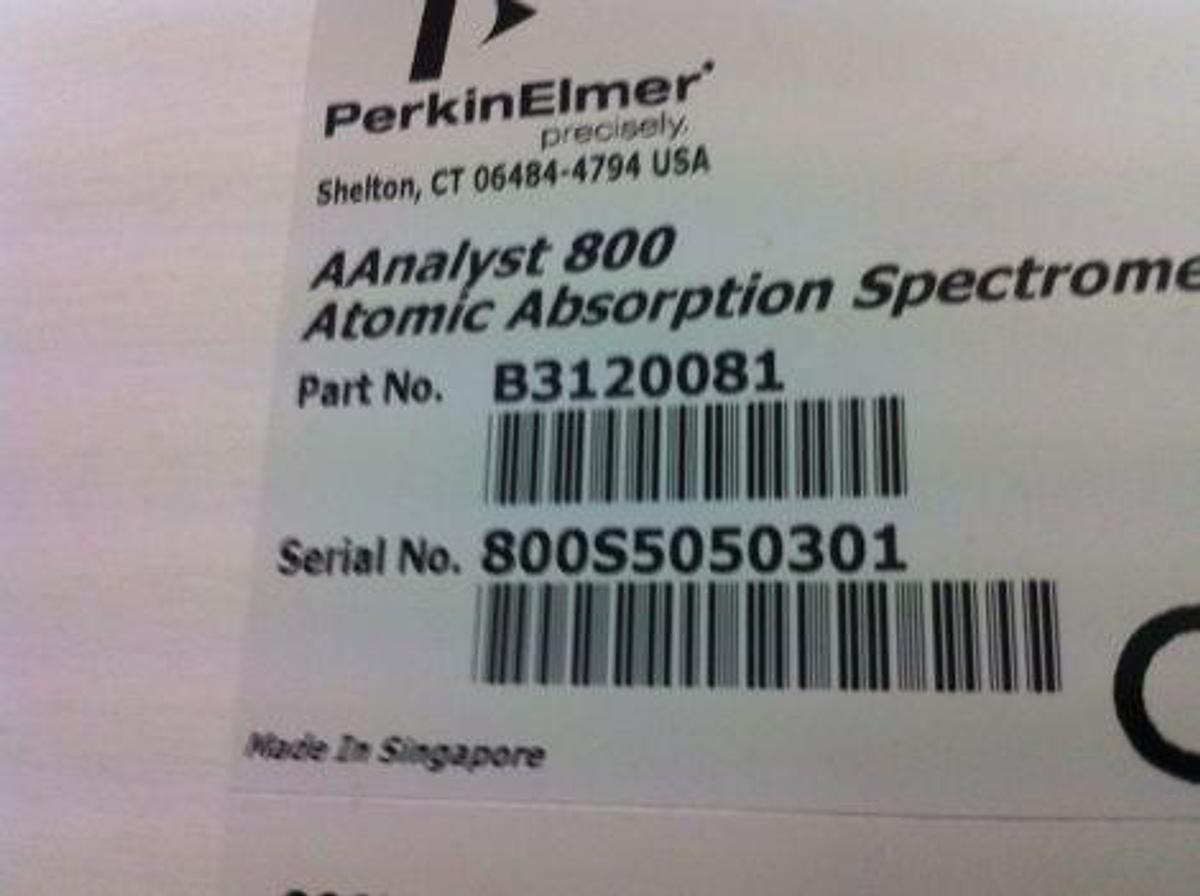 PerkinElmer
precisely.
Shelton, CT 06484-4794 USA
AAnalyst 800
Atomic Absorption Spectrome
Part No. B3120081
Serial No. 800S5050301
Made In Singapore